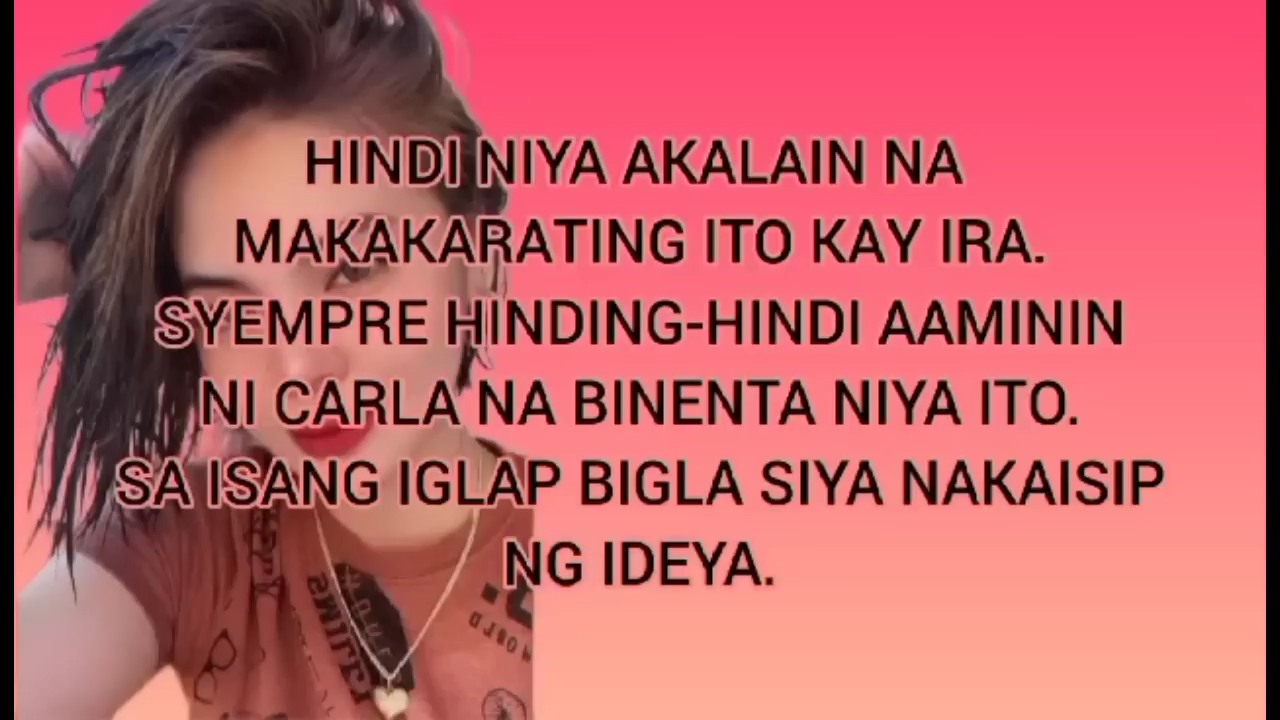 HINDI NIYA AKALAIN NA
MAKAKARATING ITO KAY IRA.
SYEMPRE HINDING-HINDI AAMININ
NI CARLA NA BINENTA NIYA ITO.
SA ISANG IGLAP BIGLA SIYA NAKAISIP
NG IDEYA.